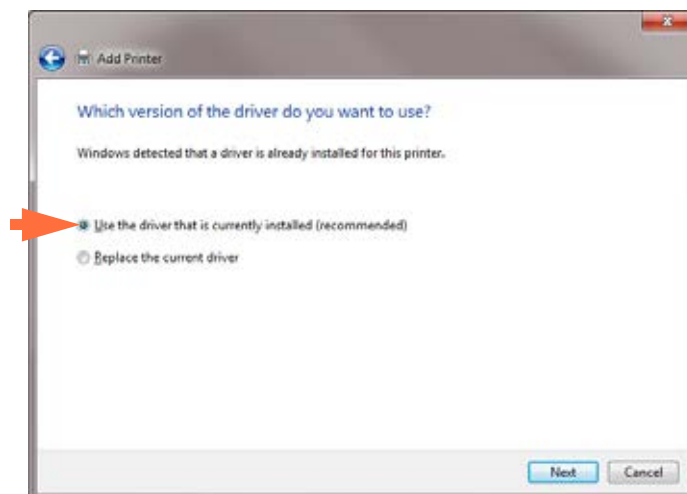 Add Printer
Which version of the driver do you want to use?
Windows detected that a driver is already installed for this printer.
Use the driver that is currently installed (recommended)
Replace the current driver
Next Cancel